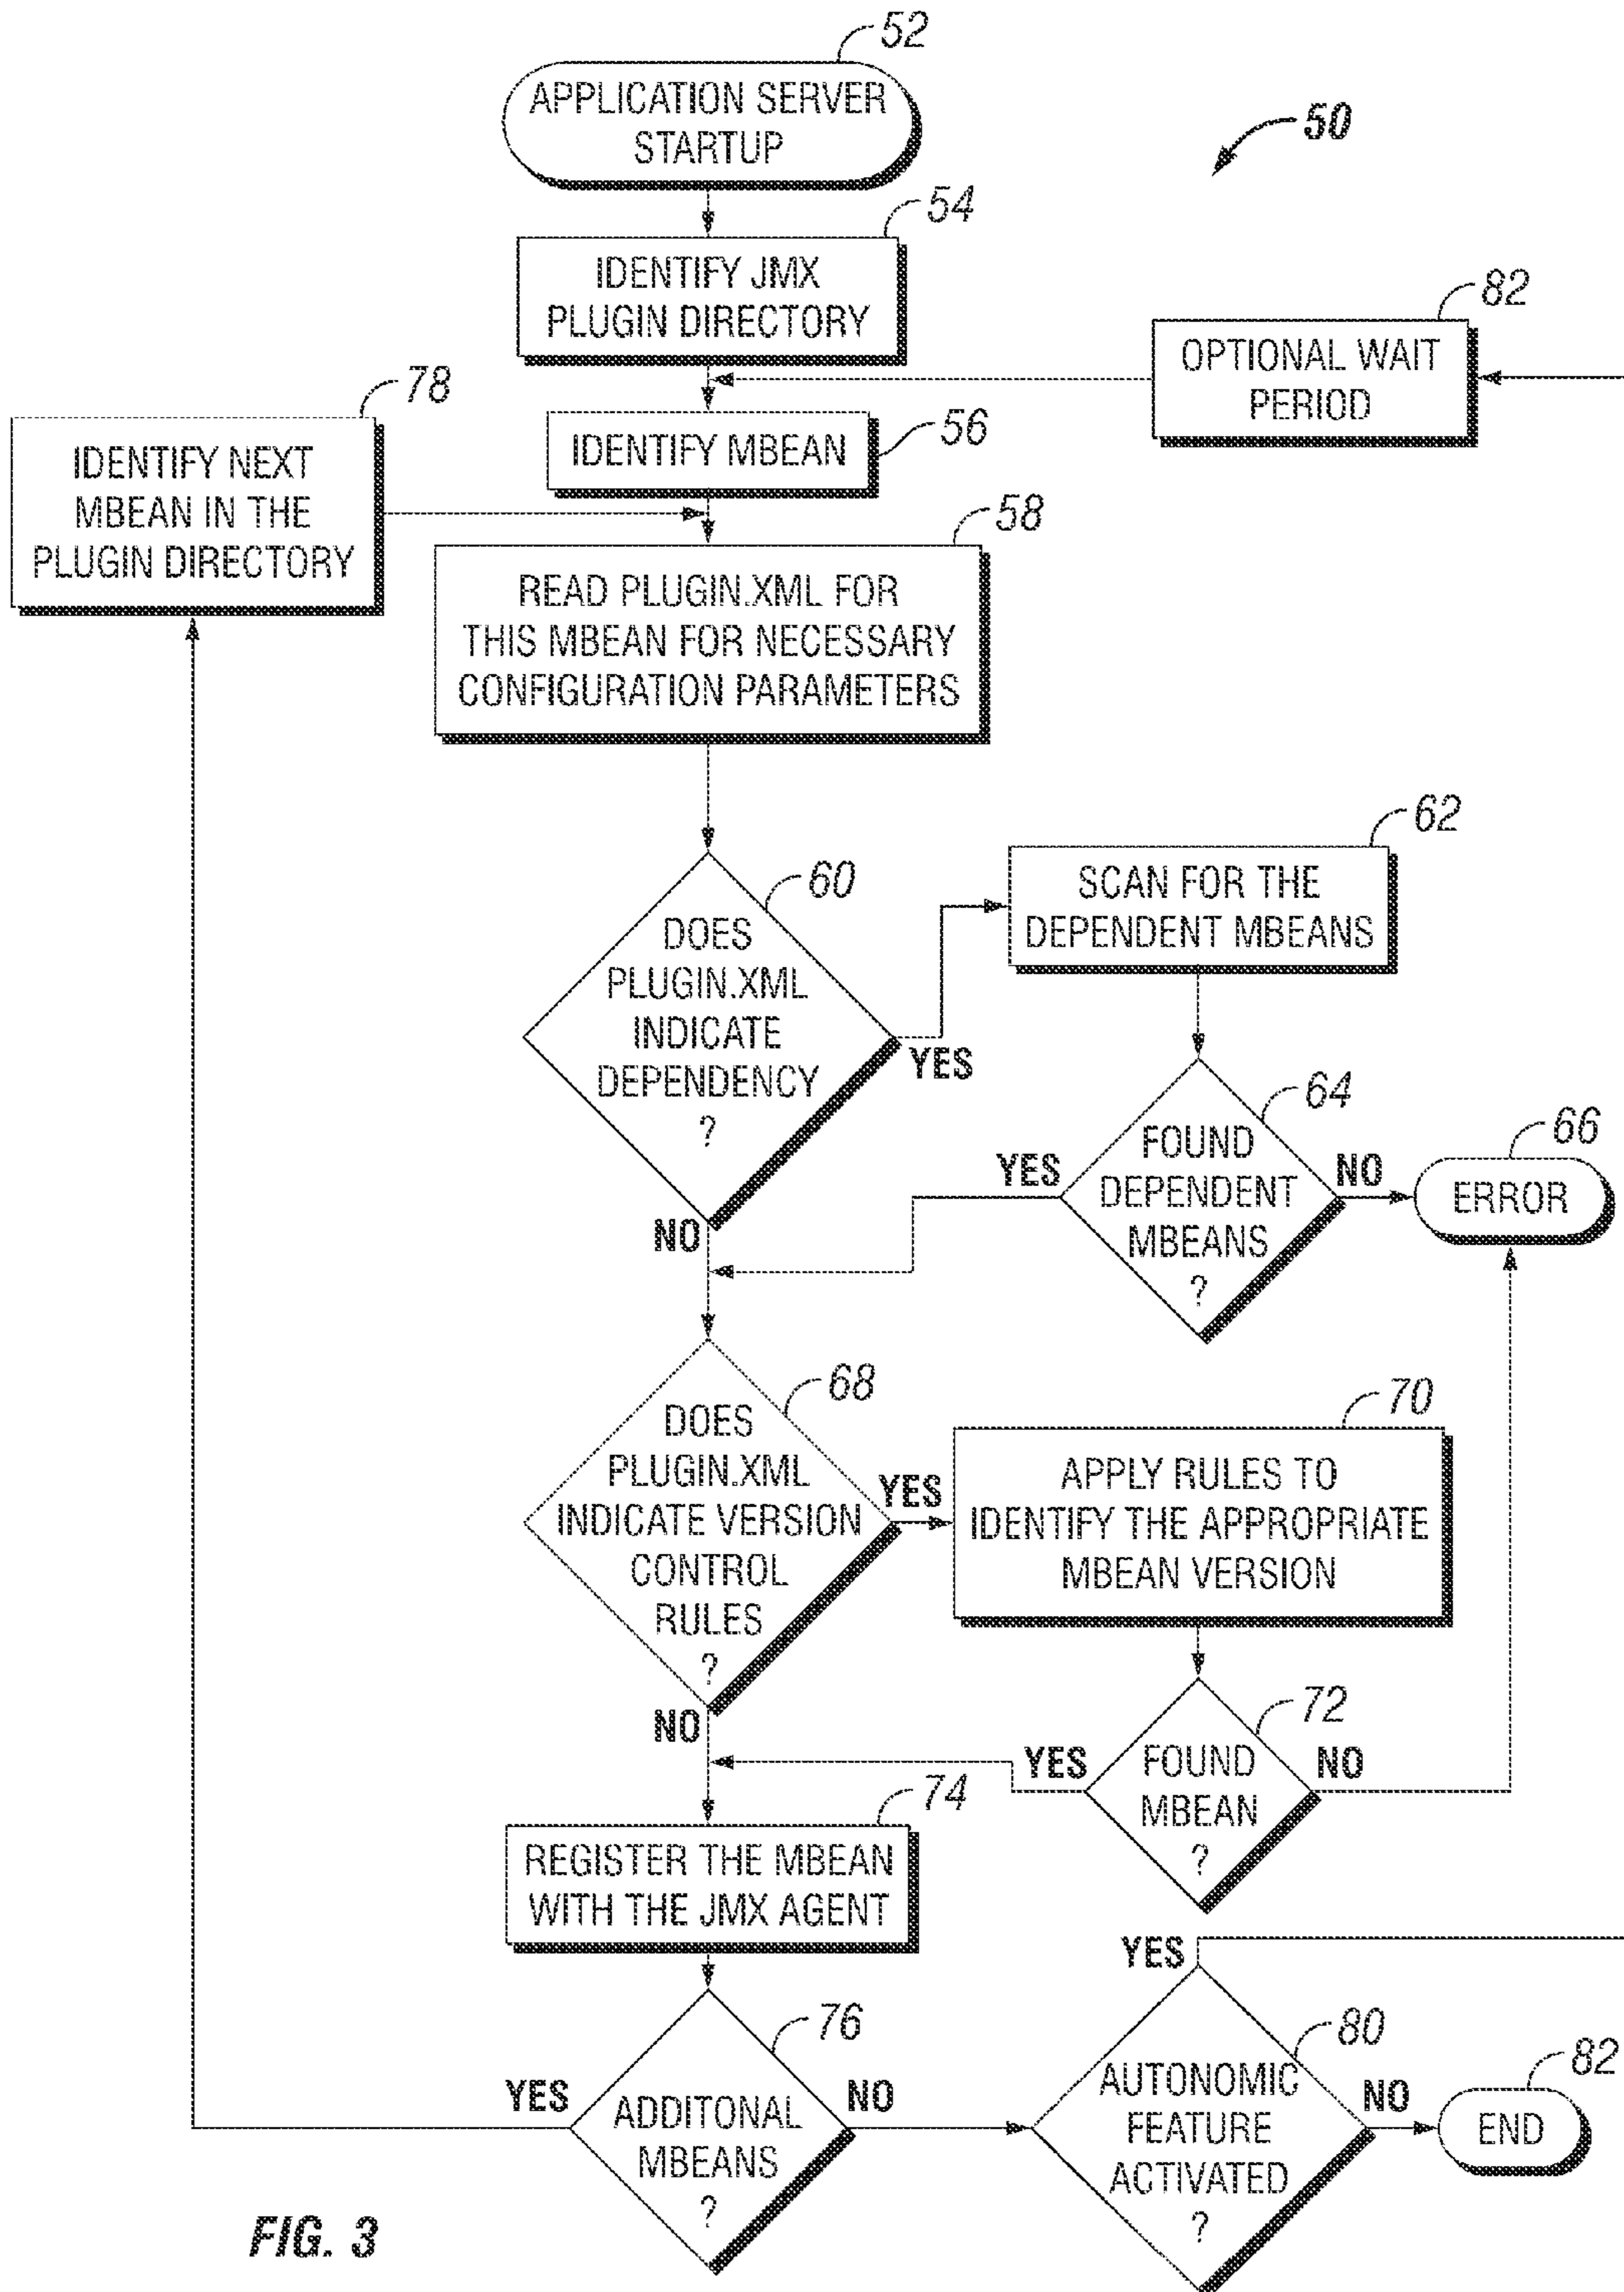 52
APPLICATION SERVER
STARTUP
50
54
IDENTIFY JMX
PLUGIN DIRECTORY
82
OPTIONAL WAIT
PERIOD
78
IDENTIFY NEXT
MBEAN IN THE
PLUGIN DIRECTORY
IDENTIFY MBEAN
56
58
READ PLUGIN.XML FOR
THIS MBEAN FOR NECESSARY
CONFIGURATION PARAMETERS
60
DOES
PLUGIN.XML
INDICATE
DEPENDENCY
?
YES
NO
62
SCAN FOR THE
DEPENDENT MBEANS
64
FOUND
DEPENDENT
MBEANS
?
YES
NO
66
ERROR
68
DOES
PLUGIN.XML
INDICATE VERSION
CONTROL
RULES
?
YES
NO
70
APPLY RULES TO
IDENTIFY THE APPROPRIATE
MBEAN VERSION
72
FOUND
MBEAN
?
YES
NO
74
REGISTER THE MBEAN
WITH THE JMX AGENT
76
ADDITONAL
MBEANS
?
YES
NO
80
AUTONOMIC
FEATURE
ACTIVATED
?
YES
NO
82
END
FIG. 3